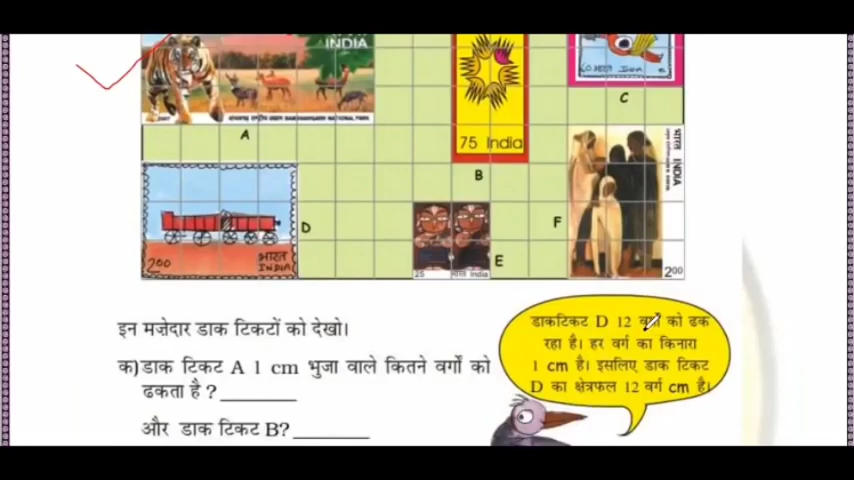 INDIA
A
75 India
B
C
भारत INDIA
200
F
D
2.00
भारत
INDIA
25
भारत India
E
इन मज़ेदार डाक टिकटों को देखो।
क) डाक टिकट A 1 cm भुजा वाले कितने वर्गों को
ढकता है ? ________
और डाक टिकट B? ________
डाकटिकट D 12 वर्गों को ढक
रहा है। हर वर्ग का किनारा
1 cm है। इसलिए डाक टिकट
D का क्षेत्रफल 12 वर्ग cm है।